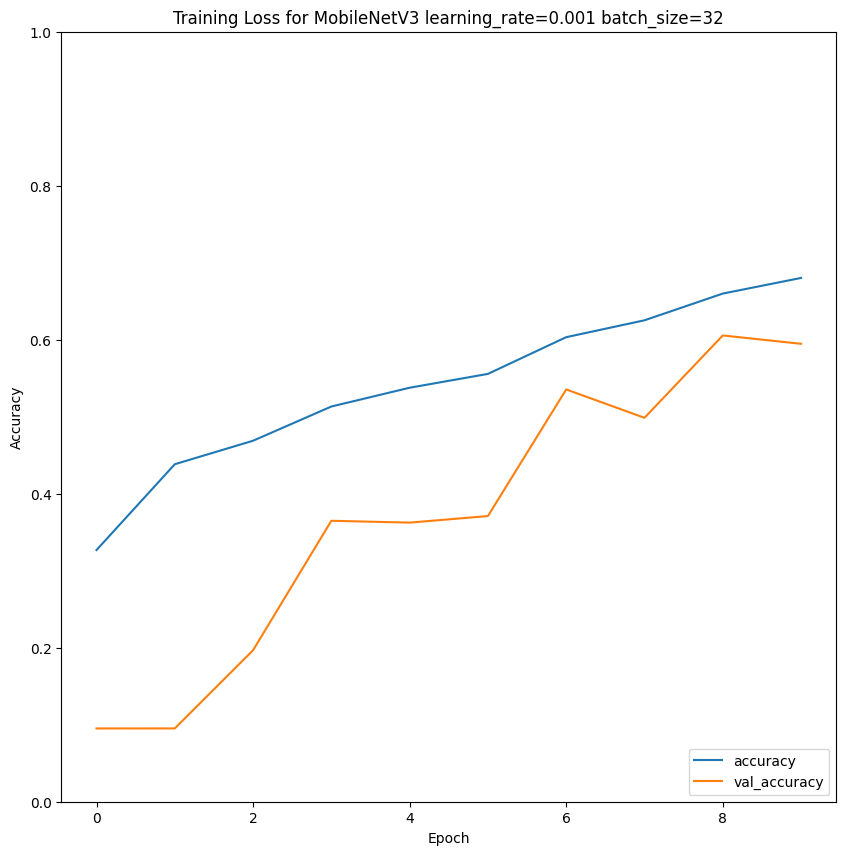 Training Loss for MobileNetV3 learning_rate=0.001 batch_size=32
1.0
0.8
0.6
0.4
0.2
0.0
Accuracy
0 2 4 6 8
Epoch
accuracy
val_accuracy